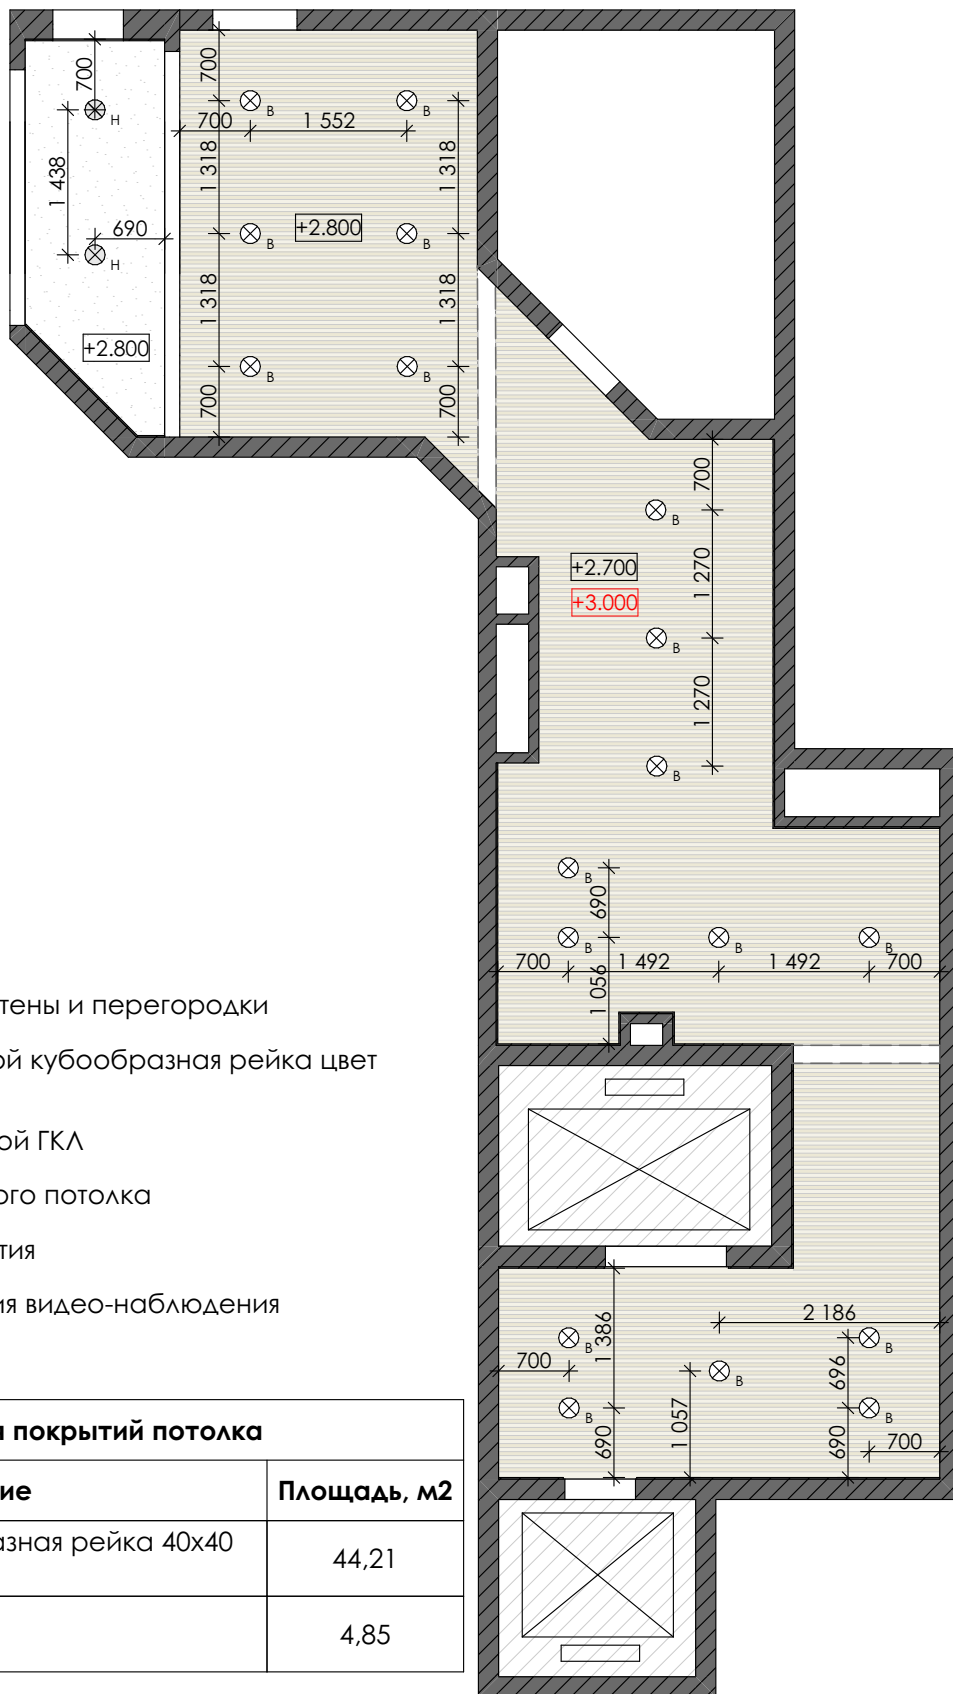 700
700
Н
В
В
700
1 552
1 438
1 318
1 318
690
+2.800
В
В
Н
1 318
1 318
+2.800
В
В
700
700
700
В
+2.700
1 270
+3.000
В
1 270
В
В
690
В
В
В
700
1 492
1 492
700
1 056
тены и перегородки
ой кубообразная рейка цвет
ой ГКЛ
ого потолка
тия
ия видео-наблюдения
2 186
1 386
В
В
700
696
В
1 057
В
В
690
690
700
и покрытий потолка
ие
Площадь, м2
азная рейка 40х40
44,21
4,85